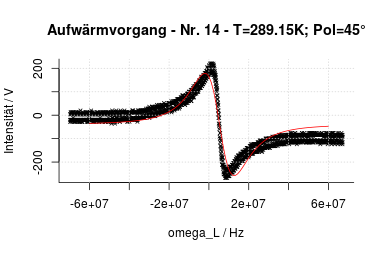 Aufwärmvorgang - Nr. 14 - T=289.15K; Pol=45°
Intensität / V
200
0
-200
-6e+07
-2e+07
2e+07
6e+07
omega_L / Hz